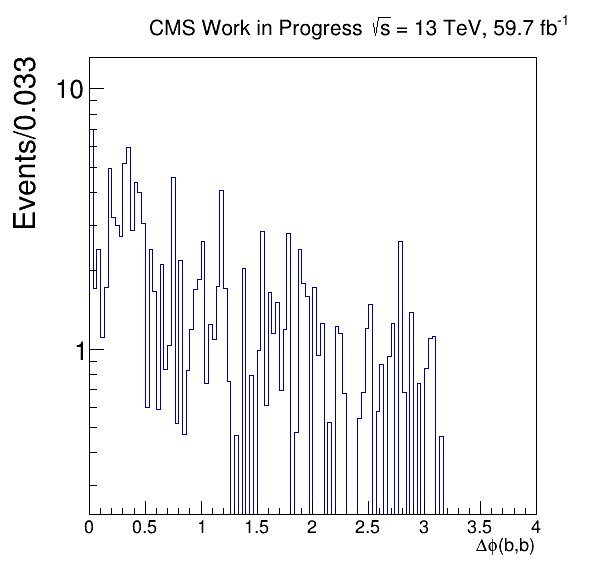 CMS Work in Progress √s = 13 TeV, 59.7 fb⁻¹
Events/0.033
10
1
0 0.5 1 1.5 2 2.5 3 3.5 4
Δϕ(b,b)